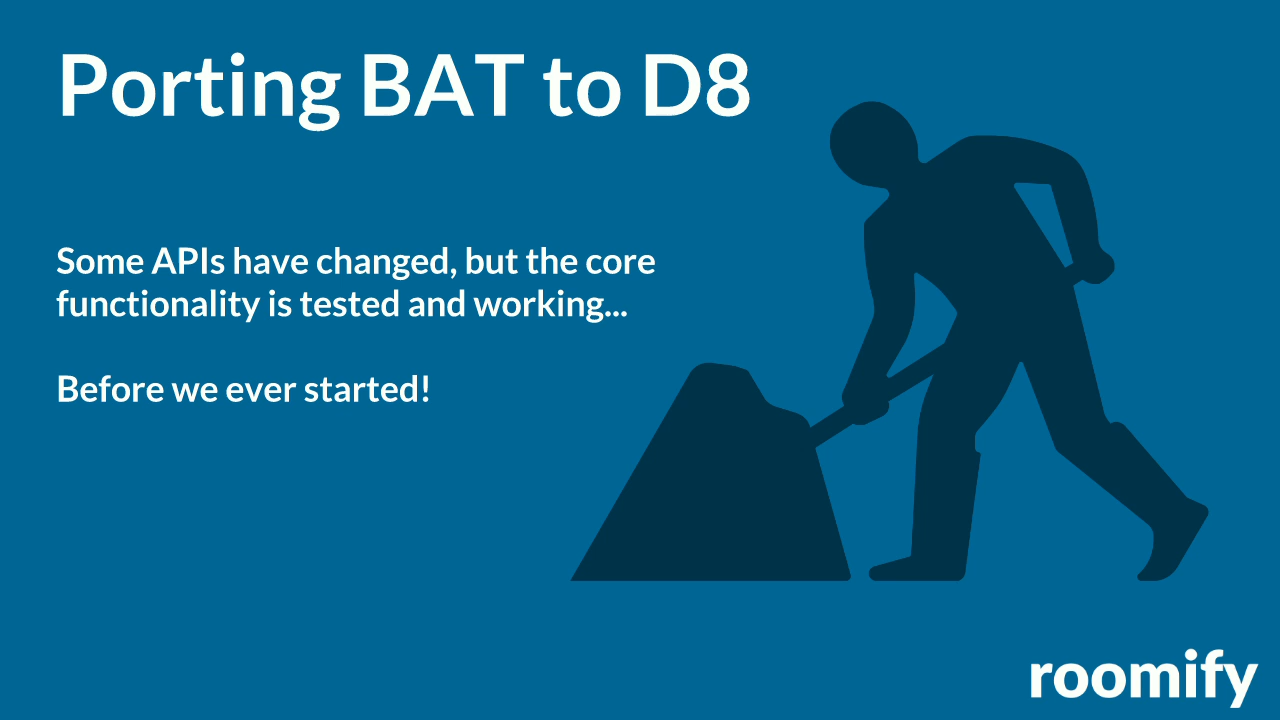 Porting BAT to D8
Some APIs have changed, but the core
functionality is tested and working...
Before we ever started!
roomify